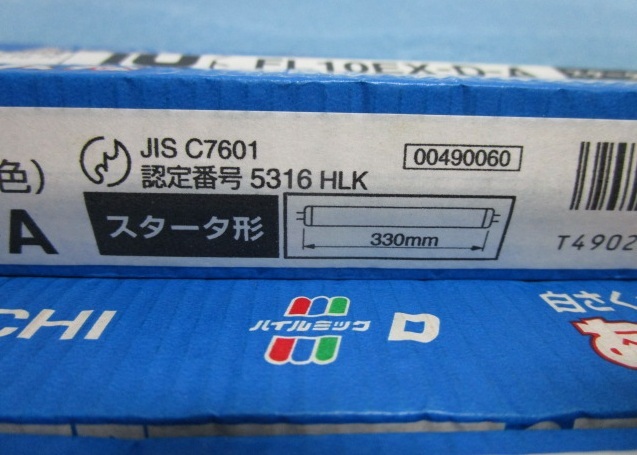 FL10EX-D-A
JIS C7601
認定番号 5316 HLK
00490060
色)
A
スタータ形
330mm
T4902
CHI
ハイルミック
D